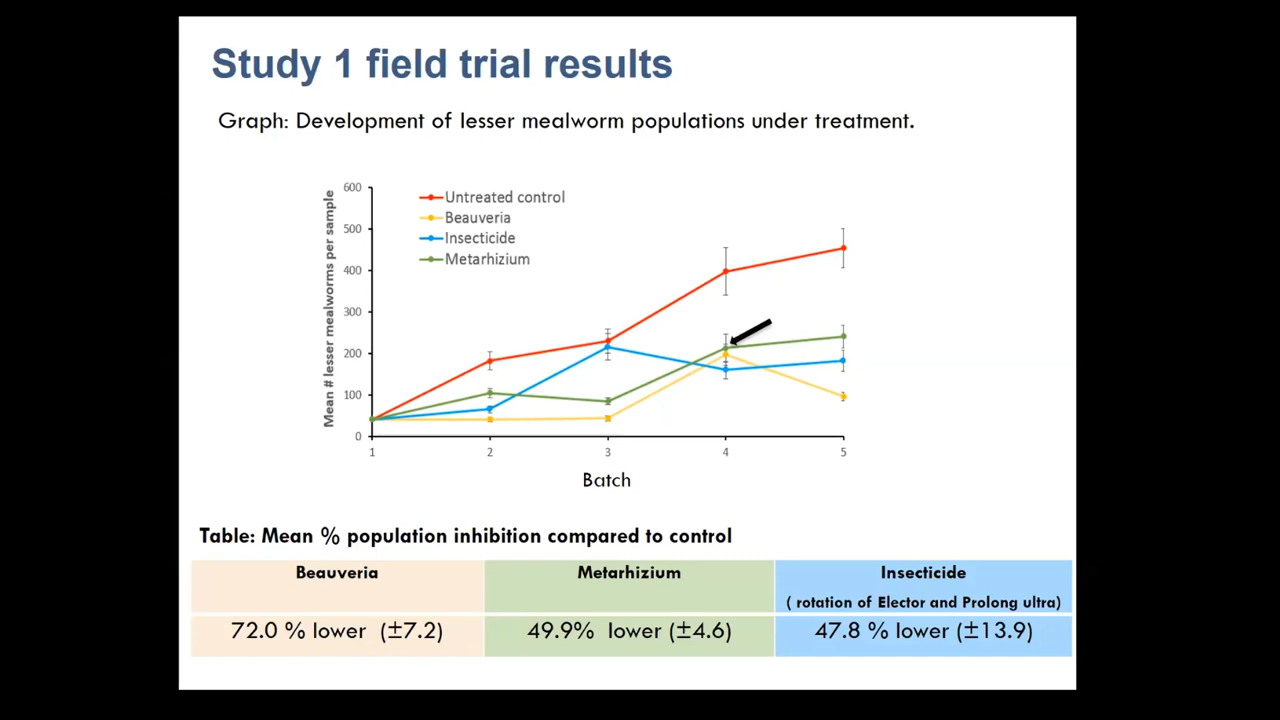 Study 1 field trial results
Graph: Development of lesser mealworm populations under treatment.
Mean # lesser mealworms per sample
600
500
400
300
200
100
0
Untreated control
Beauveria
Insecticide
Metarhizium
1 2 3 4 5
Batch
Table: Mean % population inhibition compared to control
Beauveria Metarhizium Insecticide
( rotation of Elector and Prolong ultra)
72.0 % lower (±7.2) 49.9% lower (±4.6) 47.8 % lower (±13.9)